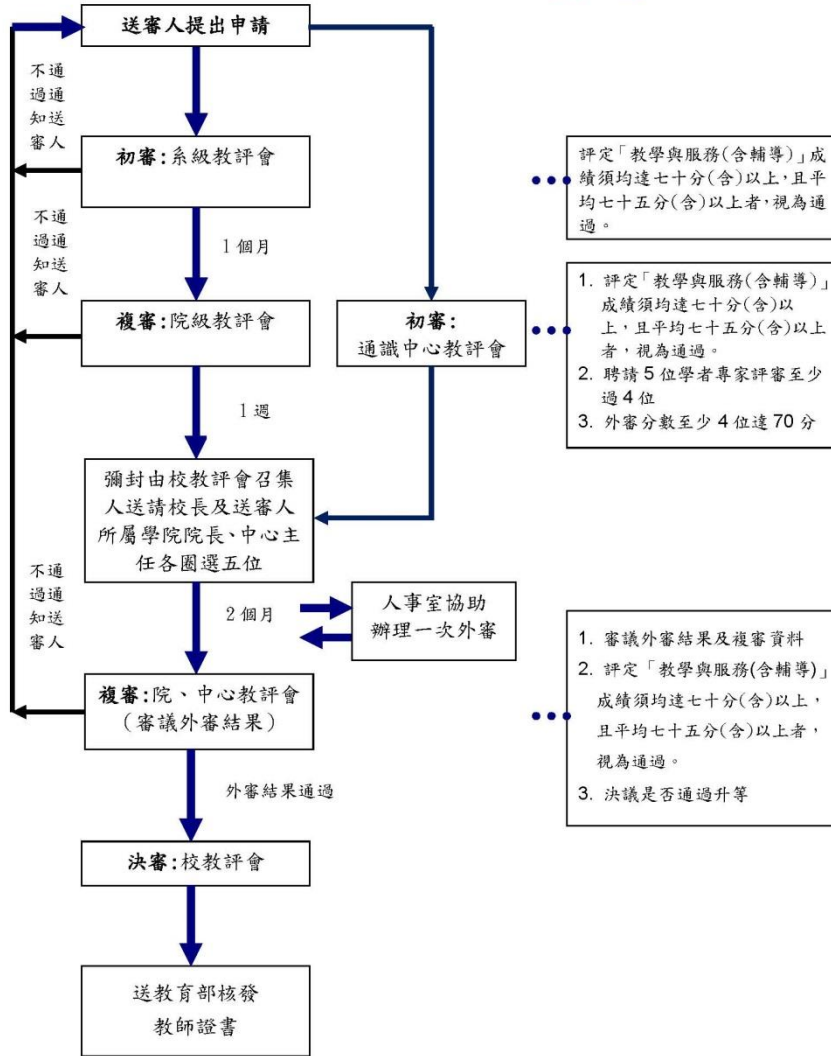 送審人提出申請
不通
過通
知送
審人
初審:系級教評會
評定「教學與服務(含輔導)」成
績須均達七十分(含)以上,且平
均七十五分(含)以上者,視為通
過。
不通
過通
知送
審人
1個月
複審:院級教評會
初審:
通識中心教評會
1. 評定「教學與服務(含輔導)」
成績須均達七十分(含)以
上,且平均七十五分(含)以上
者,視為通過。
2. 聘請 5 位學者專家評審至少
過 4 位
3. 外審分數至少 4 位達 70 分
1週
彌封由校教評會召集
人送請校長及送審人
所屬學院院長、中心主
任各圈選五位
不通
過通
知送
審人
2個月
人事室協助
辦理一次外審
複審:院、中心教評會
(審議外審結果)
1. 審議外審結果及複審資料
2. 評定「教學與服務(含輔導)」
成績須均達七十分(含)以上,
且平均七十五分(含)以上者,
視為通過。
3. 決議是否通過升等
外審結果通過
決審:校教評會
送教育部核發
教師證書